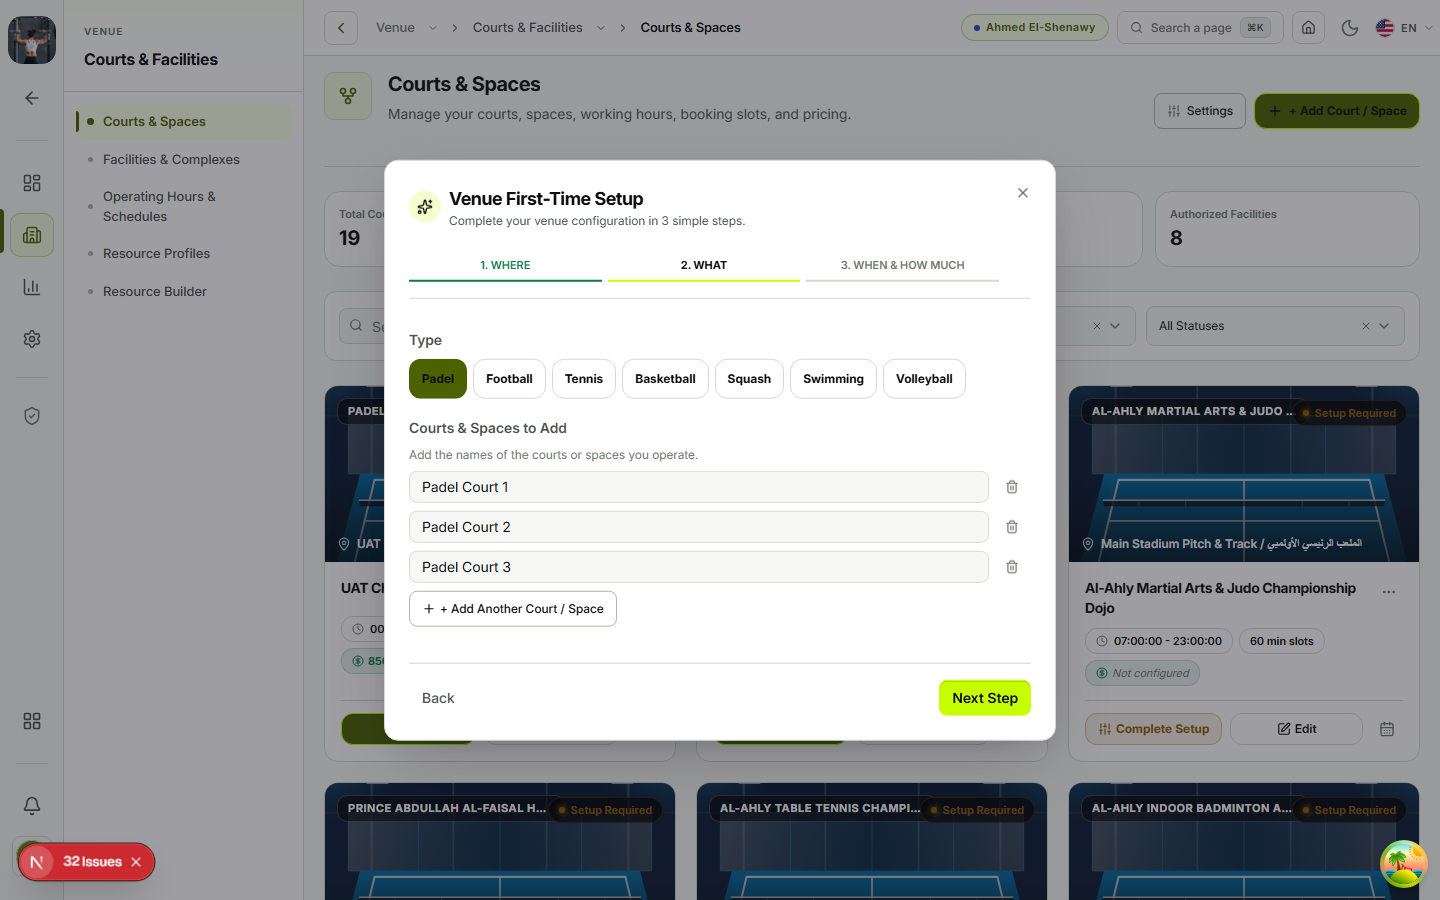 VENUE
Courts & Facilities
Courts & Spaces
Facilities & Complexes
Operating Hours &
Schedules
Resource Profiles
Resource Builder
Venue
Courts & Facilities
Courts & Spaces
Ahmed El-Shenawy
Search a page
⌘K
EN
Courts & Spaces
Manage your courts, spaces, working hours, booking slots, and pricing.
Settings
+ Add Court / Space
Total Cou
19
Authorized Facilities
8
Se
All Statuses
Venue First-Time Setup
Complete your venue configuration in 3 simple steps.
1. WHERE
2. WHAT
3. WHEN & HOW MUCH
Type
Padel
Football
Tennis
Basketball
Squash
Swimming
Volleyball
Courts & Spaces to Add
Add the names of the courts or spaces you operate.
Padel Court 1
Padel Court 2
Padel Court 3
+ Add Another Court / Space
Back
Next Step
PADEL
UAT
UAT Ch
00
850
AL-AHLY MARTIAL ARTS & JUDO ...
Setup Required
Main Stadium Pitch & Track / الملعب الرئيسي الأولمبي
Al-Ahly Martial Arts & Judo Championship
Dojo
...
07:00:00 - 23:00:00
60 min slots
Not configured
Complete Setup
Edit
PRINCE ABDULLAH AL-FAISAL H...
Setup Required
AL-AHLY TABLE TENNIS CHAMPI...
Setup Required
AL-AHLY INDOOR BADMINTON A...
Setup Required
N
32 Issues